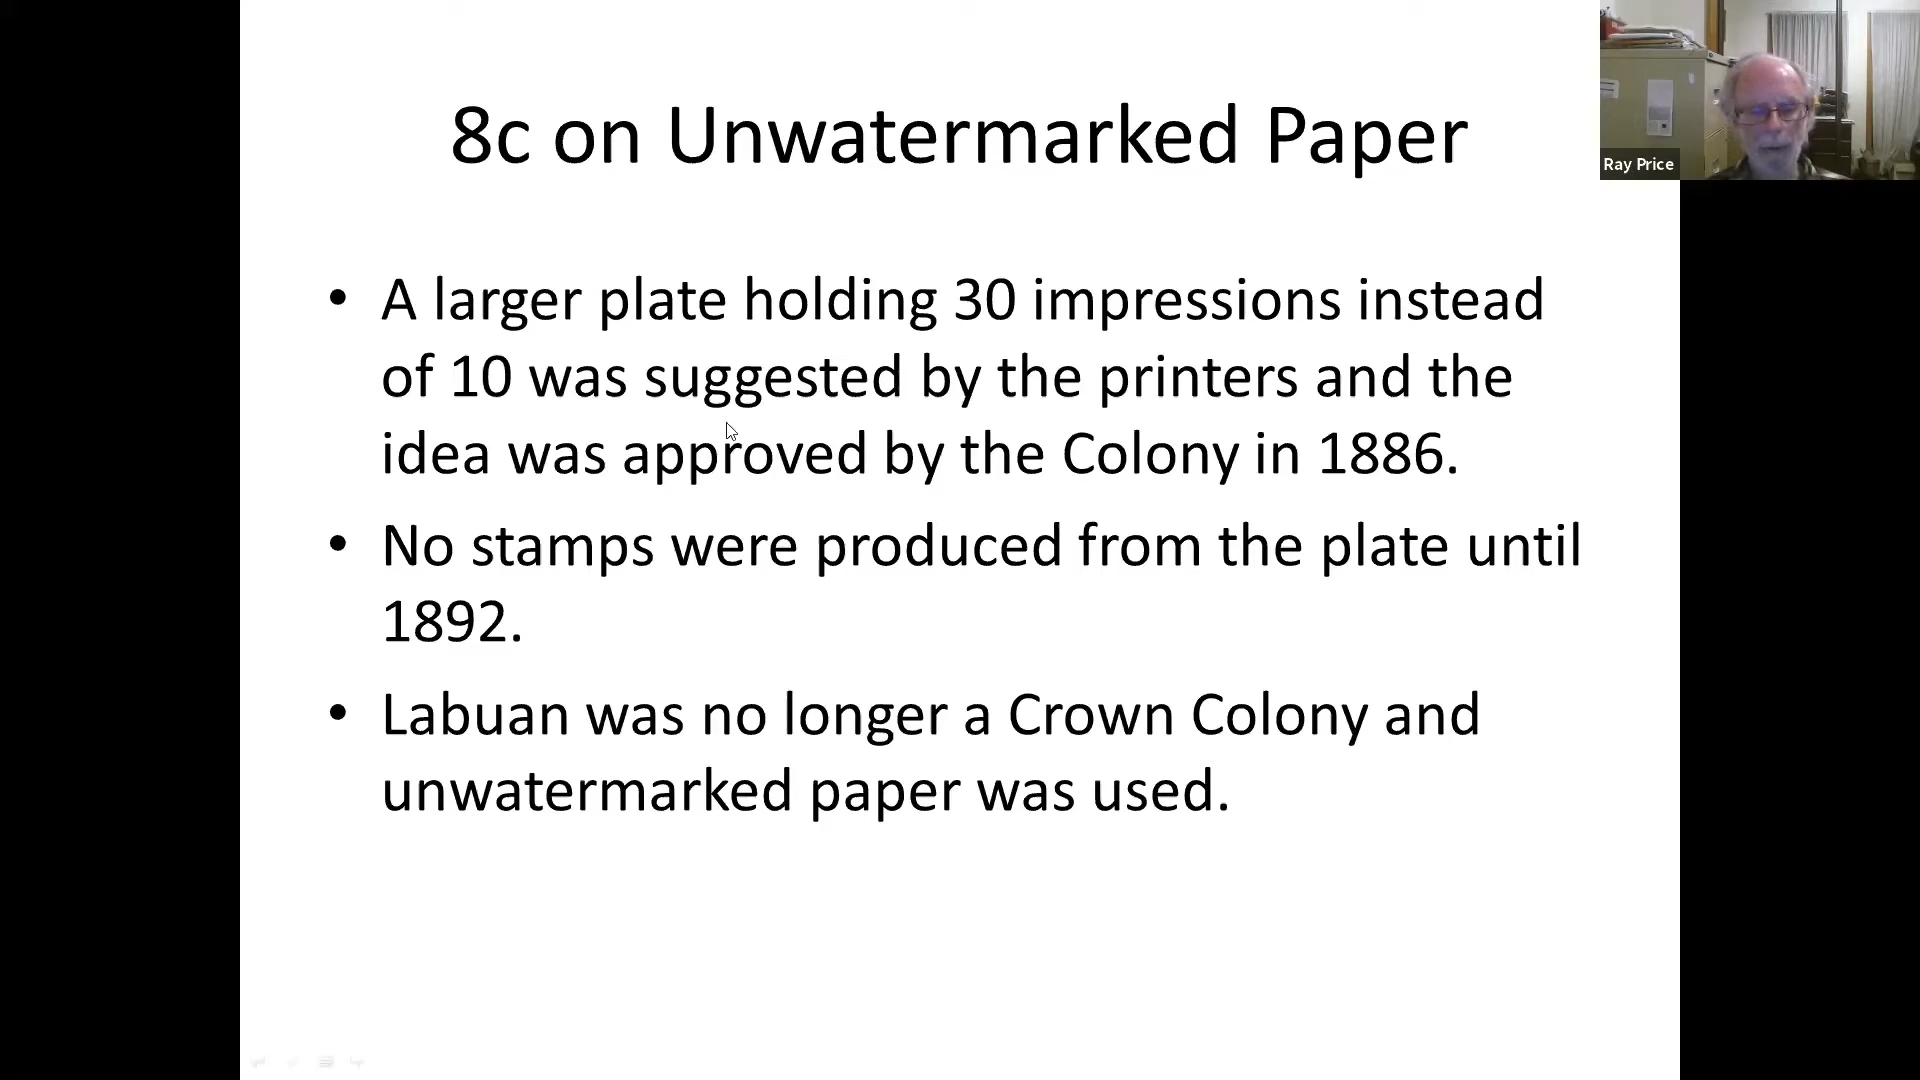 8c on Unwatermarked Paper
Ray Price
• A larger plate holding 30 impressions instead
of 10 was suggested by the printers and the
idea was approved by the Colony in 1886.
• No stamps were produced from the plate until
1892.
• Labuan was no longer a Crown Colony and
unwatermarked paper was used.